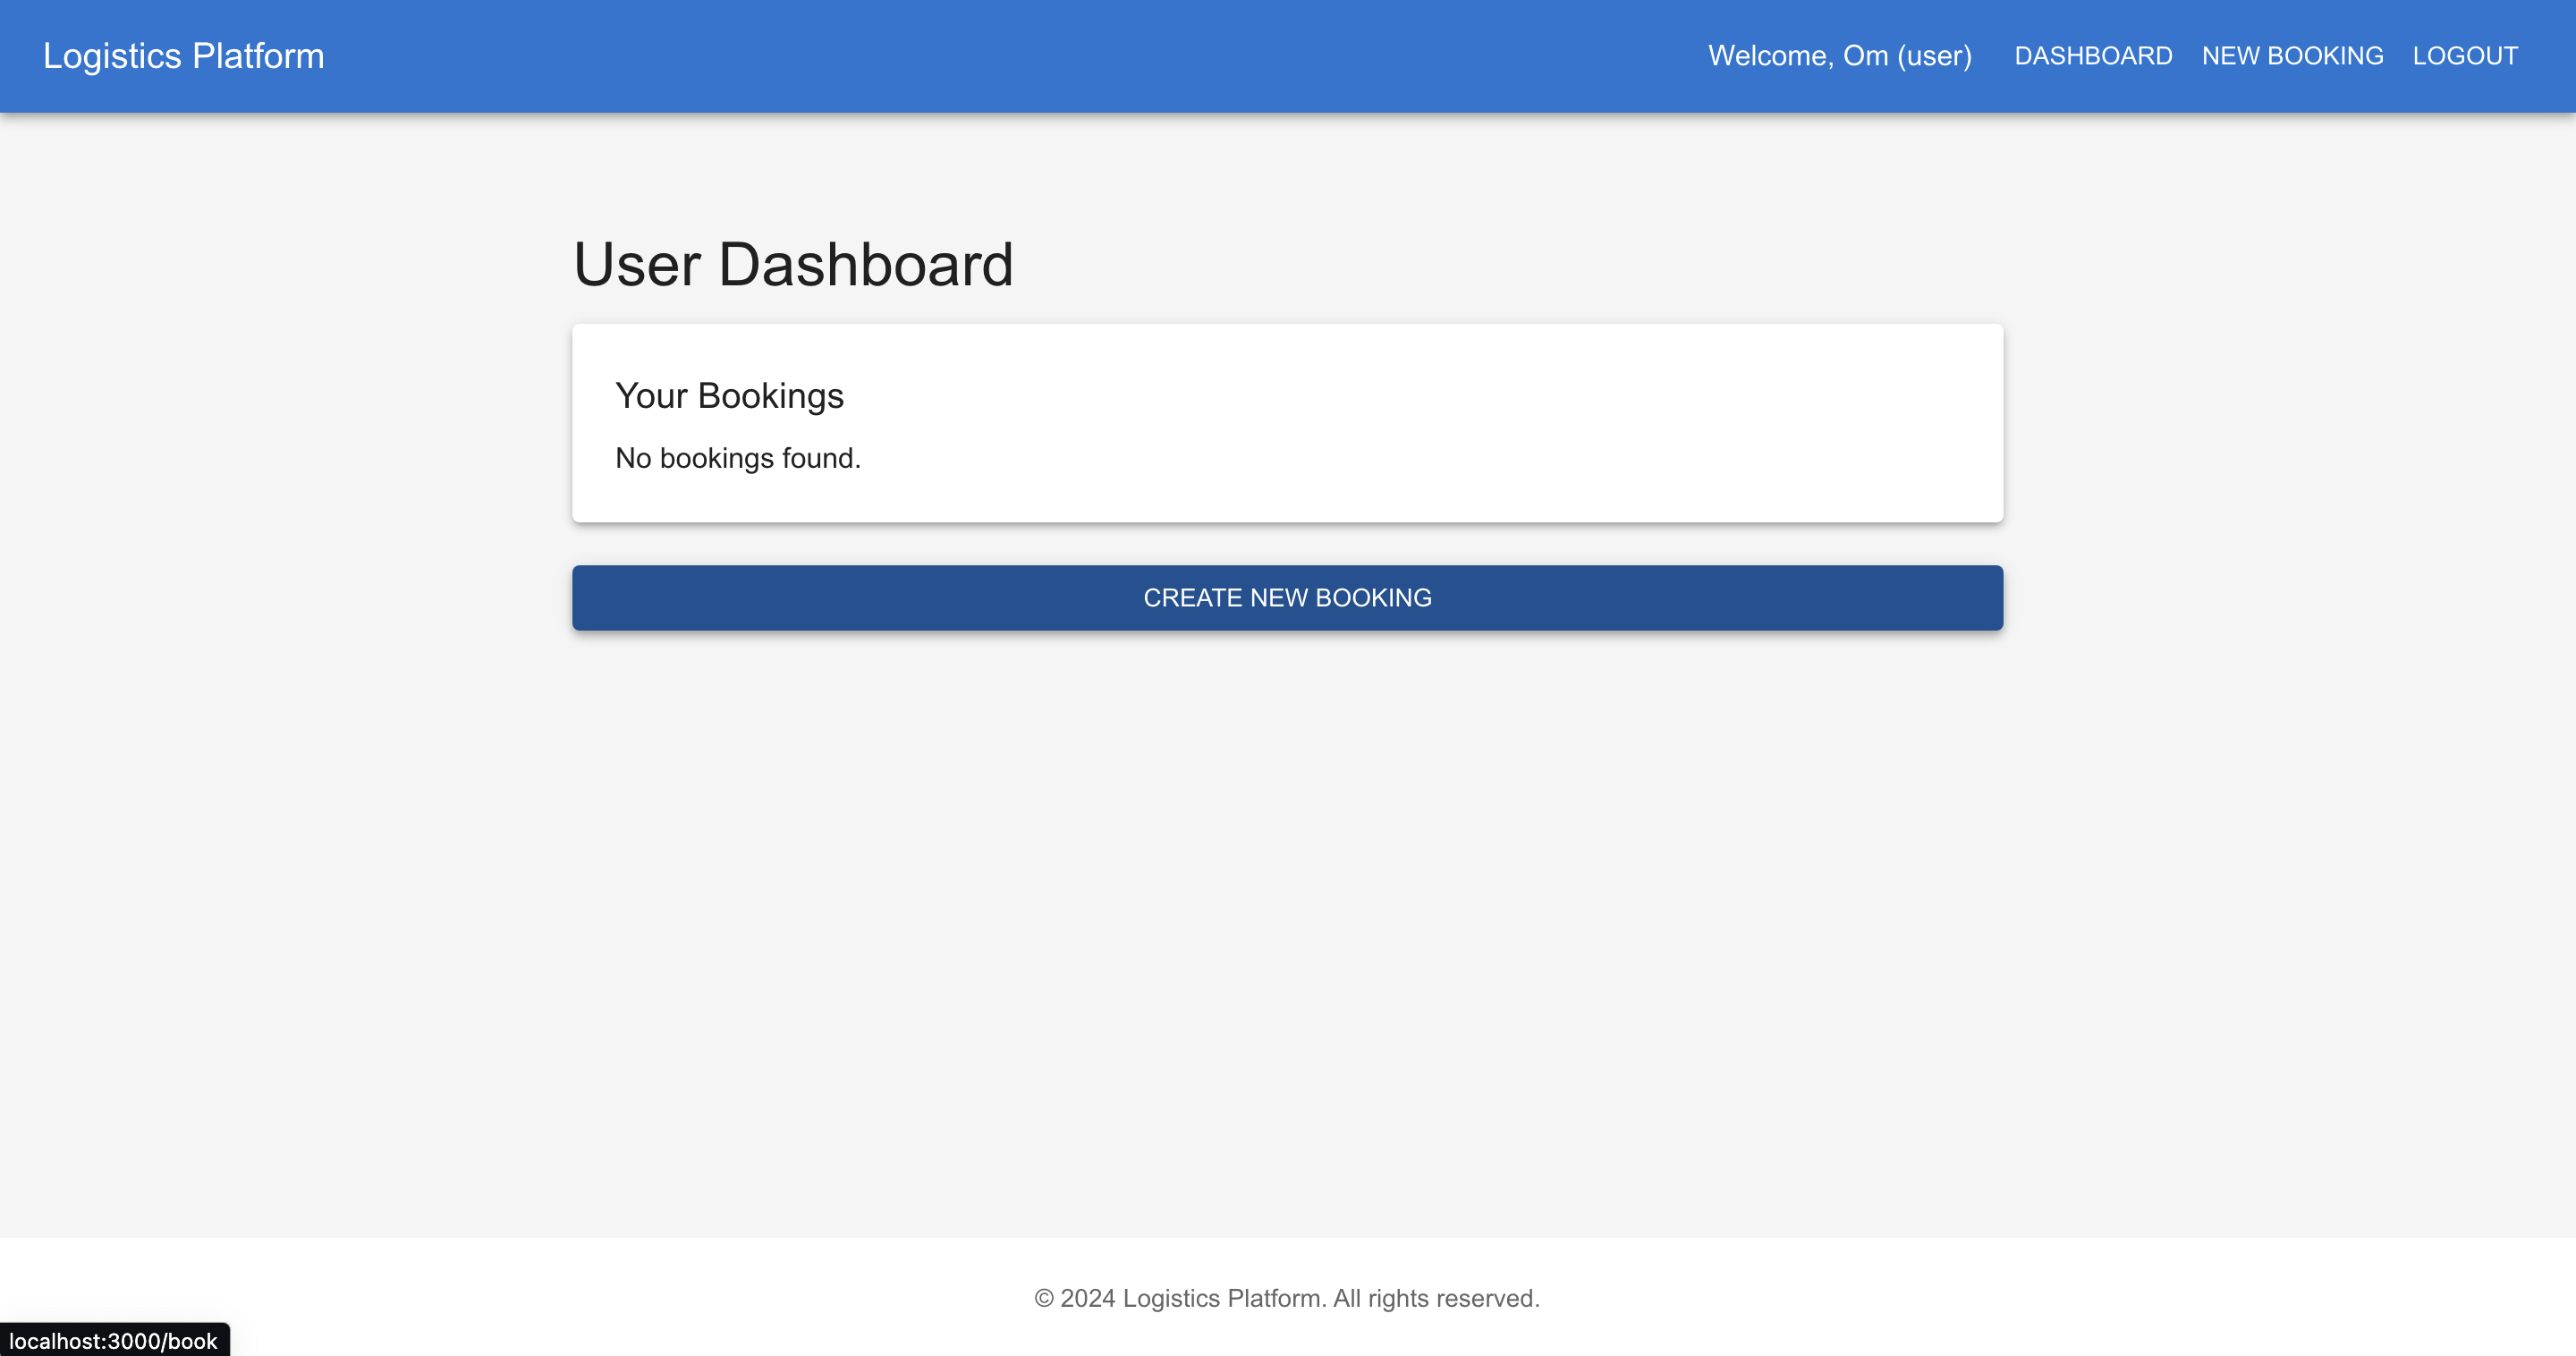 Logistics Platform
Welcome, Om (user) DASHBOARD NEW BOOKING LOGOUT
User Dashboard
Your Bookings
No bookings found.
CREATE NEW BOOKING
© 2024 Logistics Platform. All rights reserved.
localhost:3000/book